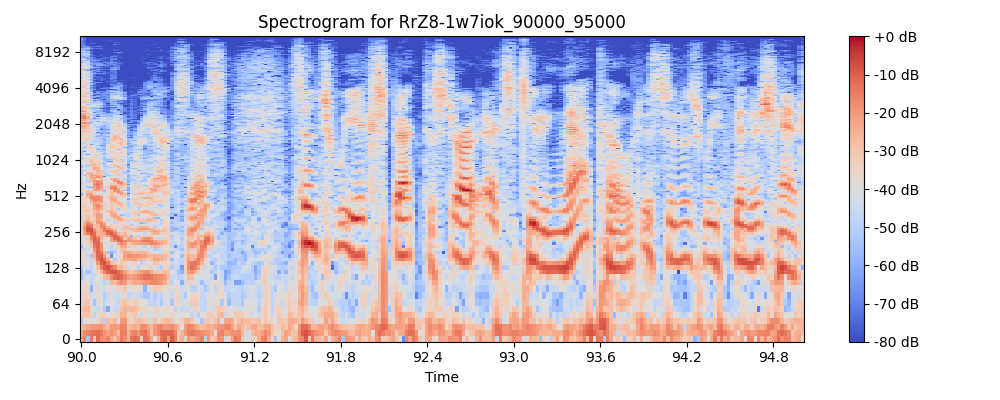 Spectrogram for RrZ8-1w7iok_90000_95000
8192
4096
2048
1024
512
256
128
64
0
Hz
90.0 90.6 91.2 91.8 92.4 93.0 93.6 94.2 94.8
Time
+0 dB
-10 dB
-20 dB
-30 dB
-40 dB
-50 dB
-60 dB
-70 dB
-80 dB